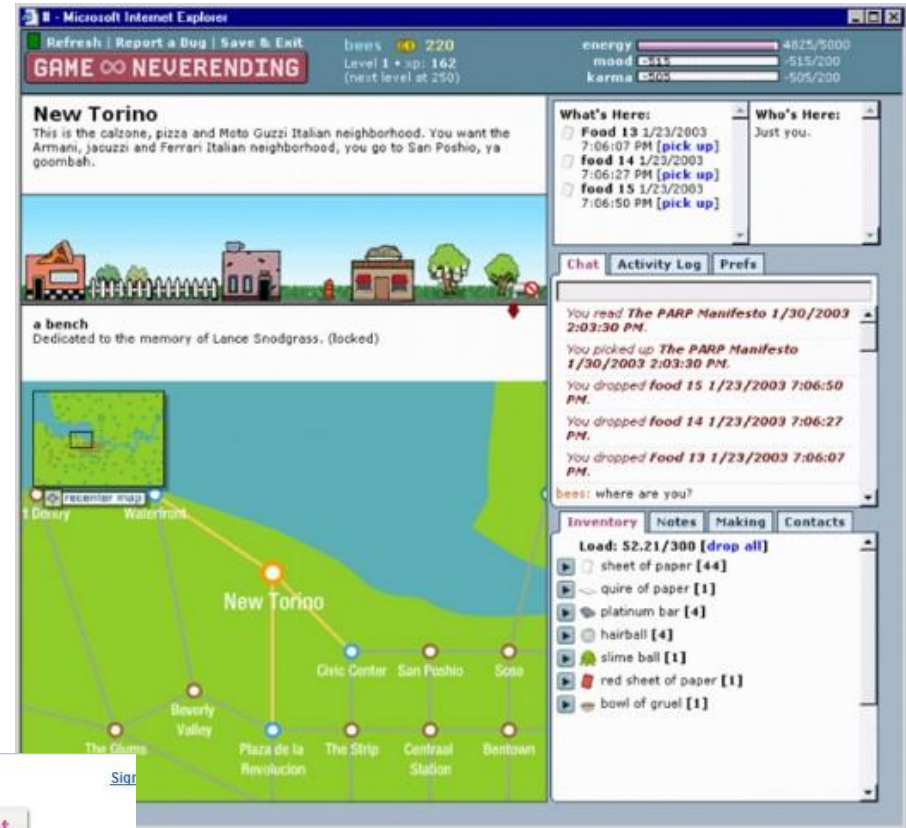 II - Microsoft Internet Explorer
Refresh | Report a Bug | Save & Exit
GAME NEVERENDING
bees 220
Level 1 • xp: 162
(next level at 250)
energy 4825/5000
mood -515 -515/200
karma -505 -505/200
New Torino
This is the calzone, pizza and Moto Guzzi Italian neighborhood. You want the
Armani, jacuzzi and Ferrari Italian neighborhood, you go to San Poshio, ya
goombah.
a bench
Dedicated to the memory of Lance Snodgrass. (locked)
recenter map
Waterfront
New Torino
Civic Center San Poshio Soso
Beverly
Valley
The Glums Plaza de la
Revolucion
The Strip Centraal
Station
Bentown
What's Here:
Food 13 1/23/2003
7:06:07 PM [pick up]
food 14 1/23/2003
7:06:27 PM [pick up]
food 15 1/23/2003
7:06:50 PM [pick up]
Who's Here:
Just you.
Chat Activity Log Prefs
You read The PARP Manifesto 1/30/2003
2:03:30 PM.
You picked up The PARP Manifesto
1/30/2003 2:03:30 PM.
You dropped food 15 1/23/2003 7:06:50
PM.
You dropped food 14 1/23/2003 7:06:27
PM.
You dropped Food 13 1/23/2003 7:06:07
PM.
bees: where are you?
Inventory Notes Making Contacts
Load: 52.21/300 [drop all]
sheet of paper [44]
quire of paper [1]
platinum bar [4]
hairball [4]
slime ball [1]
red sheet of paper [1]
bowl of gruel [1]